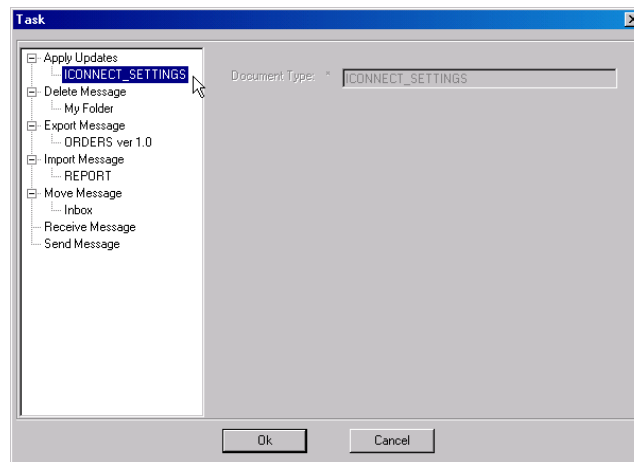 Task
Apply Updates
ICONNECT_SETTINGS
Delete Message
My Folder
Export Message
ORDERS ver 1.0
Import Message
REPORT
Move Message
Inbox
Receive Message
Send Message
Document Type: *
ICONNECT_SETTINGS
Ok
Cancel